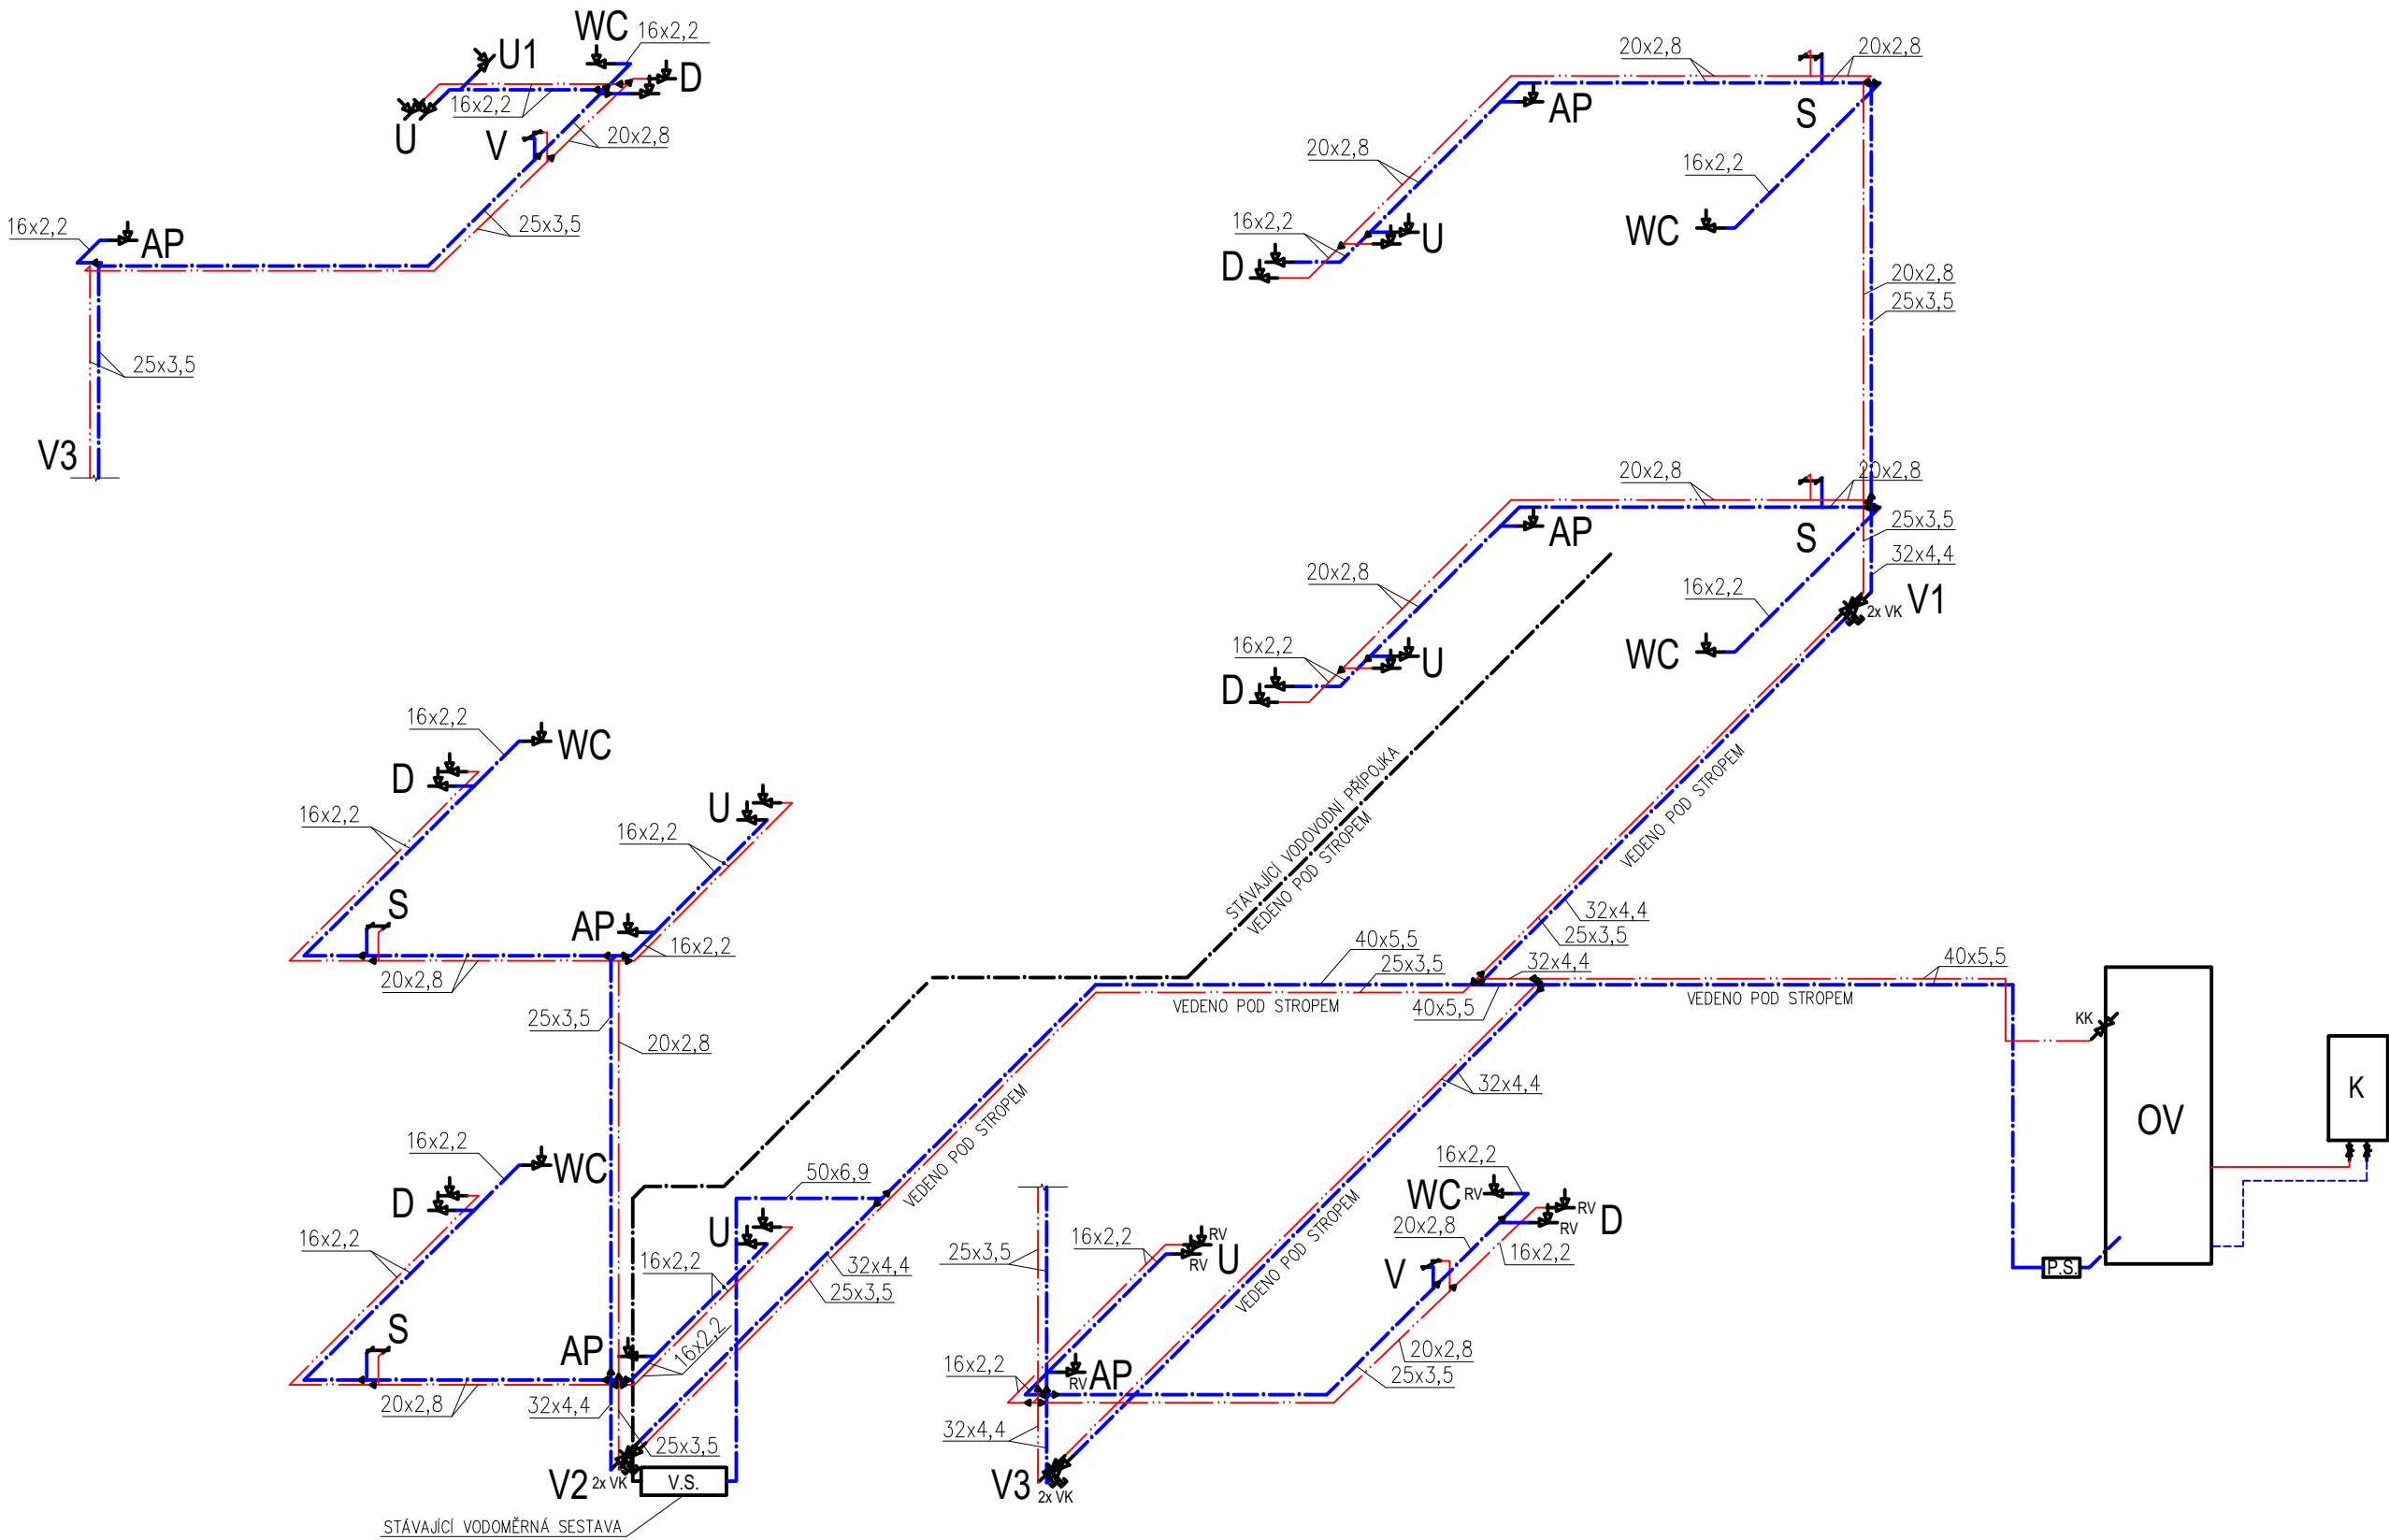 U1
WC
16x2,2
D
16x2,2
U
V
20x2,8
16x2,2
AP
25x3,5
25x3,5
V3
20x2,8
20x2,8
AP
S
20x2,8
16x2,2
16x2,2
WC
U
D
20x2,8
25x3,5
20x2,8
20x2,8
AP
S
25x3,5
32x4,4
20x2,8
16x2,2
2x VK
V1
16x2,2
WC
U
D
16x2,2
WC
D
U
16x2,2
16x2,2
S
AP
16x2,2
20x2,8
25x3,5
20x2,8
STÁVAJÍCÍ VODOVODNÍ PŘÍPOJKA
VEDENO POD STROPEM
VEDENO POD STROPEM
32x4,4
25x3,5
40x5,5
25x3,5
32x4,4
40x5,5
VEDENO POD STROPEM
40x5,5
VEDENO POD STROPEM
KK
OV
K
P.S.
32x4,4
VEDENO POD STROPEM
VEDENO POD STROPEM
16x2,2
WC
D
16x2,2
50x6,9
U
16x2,2
32x4,4
25x3,5
S
AP
16x2,2
20x2,8
32x4,4
25x3,5
V2
2x VK
V.S.
STÁVAJÍCÍ VODOMĚRNÁ SESTAVA
16x2,2
WC
RV
RV
D
RV
20x2,8
16x2,2
V
25x3,5
16x2,2
RV
RV
U
20x2,8
25x3,5
16x2,2
RV
AP
32x4,4
V3
2x VK